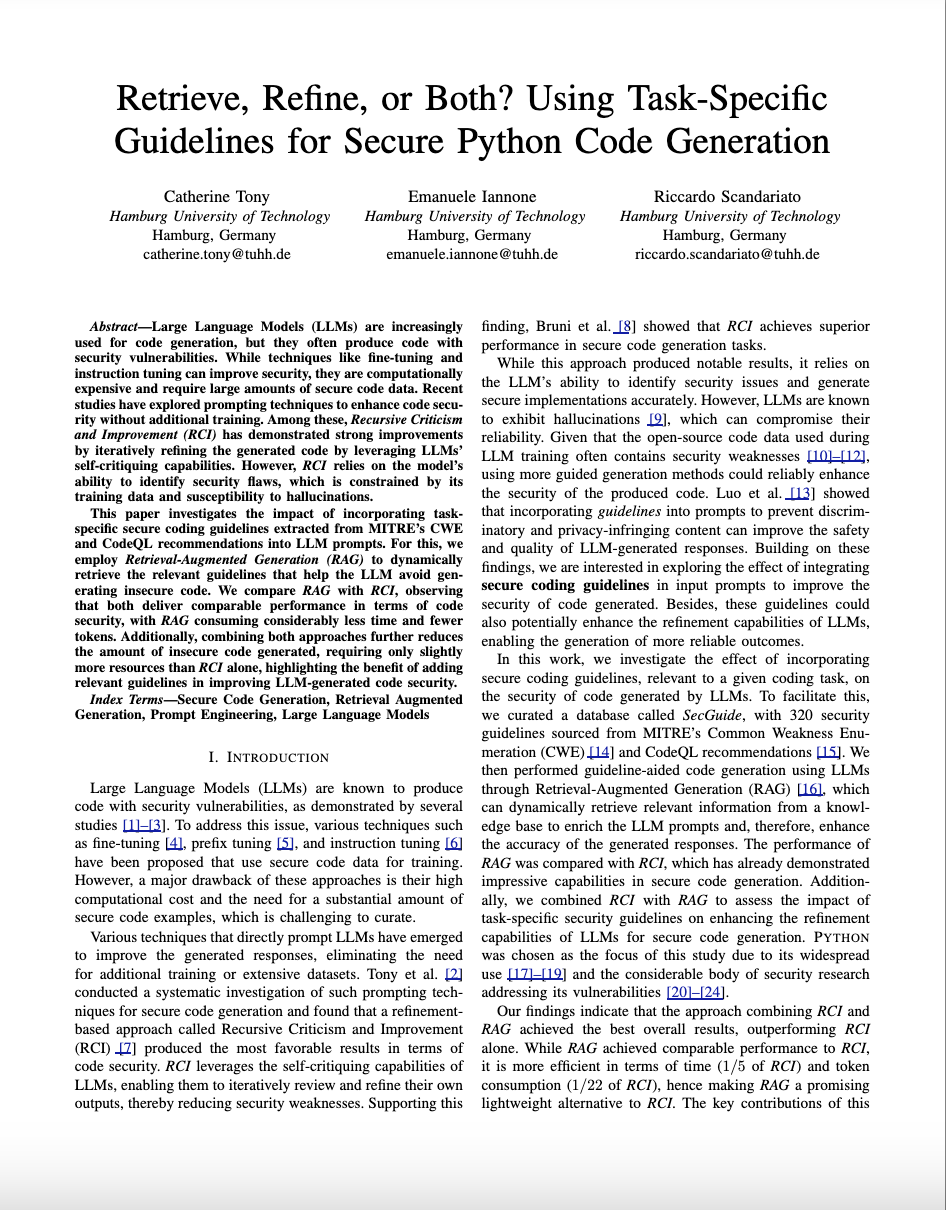 Retrieve, Refine, or Both? Using Task-Specific
Guidelines for Secure Python Code Generation
Catherine Tony
Hamburg University of Technology
Hamburg, Germany
catherine.tony@tuhh.de
Emanuele Iannone
Hamburg University of Technology
Hamburg, Germany
emanuele.iannone@tuhh.de
Riccardo Scandariato
Hamburg University of Technology
Hamburg, Germany
riccardo.scandariato@tuhh.de
Abstract—Large Language Models (LLMs) are increasingly
used for code generation, but they often produce code with
security vulnerabilities. While techniques like fine-tuning and
instruction tuning can improve security, they are computationally
expensive and require large amounts of secure code data. Recent
studies have explored prompting techniques to enhance code secu-
rity without additional training. Among these, Recursive Criticism
and Improvement (RCI) has demonstrated strong improvements
by iteratively refining the generated code by leveraging LLMs'
self-critiquing capabilities. However, RCI relies on the model's
ability to identify security flaws, which is constrained by its
training data and susceptibility to hallucinations.
This paper investigates the impact of incorporating task-
specific secure coding guidelines extracted from MITRE's CWE
and CodeQL recommendations into LLM prompts. For this, we
employ Retrieval-Augmented Generation (RAG) to dynamically
retrieve the relevant guidelines that help the LLM avoid gen-
erating insecure code. We compare RAG with RCI, observing
that both deliver comparable performance in terms of code
security, with RAG consuming considerably less time and fewer
tokens. Additionally, combining both approaches further reduces
the amount of insecure code generated, requiring only slightly
more resources than RCI alone, highlighting the benefit of adding
relevant guidelines in improving LLM-generated code security.
Index Terms—Secure Code Generation, Retrieval Augmented
Generation, Prompt Engineering, Large Language Models
I. INTRODUCTION
Large Language Models (LLMs) are known to produce
code with security vulnerabilities, as demonstrated by several
studies [1]–[3]. To address this issue, various techniques such
as fine-tuning [4], prefix tuning [5], and instruction tuning [6]
have been proposed that use secure code data for training.
However, a major drawback of these approaches is their high
computational cost and the need for a substantial amount of
secure code examples, which is challenging to curate.
Various techniques that directly prompt LLMs have emerged
to improve the generated responses, eliminating the need
for additional training or extensive datasets. Tony et al. [2]
conducted a systematic investigation of such prompting tech-
niques for secure code generation and found that a refinement-
based approach called Recursive Criticism and Improvement
(RCI) [7] produced the most favorable results in terms of
code security. RCI leverages the self-critiquing capabilities of
LLMs, enabling them to iteratively review and refine their own
outputs, thereby reducing security weaknesses. Supporting this
finding, Bruni et al. [8] showed that RCI achieves superior
performance in secure code generation tasks.
While this approach produced notable results, it relies on
the LLM's ability to identify security issues and generate
secure implementations accurately. However, LLMs are known
to exhibit hallucinations [9], which can compromise their
reliability. Given that the open-source code data used during
LLM training often contains security weaknesses [10]–[12],
using more guided generation methods could reliably enhance
the security of the produced code. Luo et al. [13] showed
that incorporating guidelines into prompts to prevent discrim-
inatory and privacy-infringing content can improve the safety
and quality of LLM-generated responses. Building on these
findings, we are interested in exploring the effect of integrating
secure coding guidelines in input prompts to improve the
security of code generated. Besides, these guidelines could
also potentially enhance the refinement capabilities of LLMs,
enabling the generation of more reliable outcomes.
In this work, we investigate the effect of incorporating
secure coding guidelines, relevant to a given coding task, on
the security of code generated by LLMs. To facilitate this,
we curated a database called SecGuide, with 320 security
guidelines sourced from MITRE's Common Weakness Enu-
meration (CWE) [14] and CodeQL recommendations [15]. We
then performed guideline-aided code generation using LLMs
through Retrieval-Augmented Generation (RAG) [16], which
can dynamically retrieve relevant information from a knowl-
edge base to enrich the LLM prompts and, therefore, enhance
the accuracy of the generated responses. The performance of
RAG was compared with RCI, which has already demonstrated
impressive capabilities in secure code generation. Addition-
ally, we combined RCI with RAG to assess the impact of
task-specific security guidelines on enhancing the refinement
capabilities of LLMs for secure code generation. PYTHON
was chosen as the focus of this study due to its widespread
use [17]–[19] and the considerable body of security research
addressing its vulnerabilities [20]–[24].
Our findings indicate that the approach combining RCI and
RAG achieved the best overall results, outperforming RCI
alone. While RAG achieved comparable performance to RCI,
it is more efficient in terms of time (1/5 of RCI) and token
consumption (1/22 of RCI), hence making RAG a promising
lightweight alternative to RCI. The key contributions of this